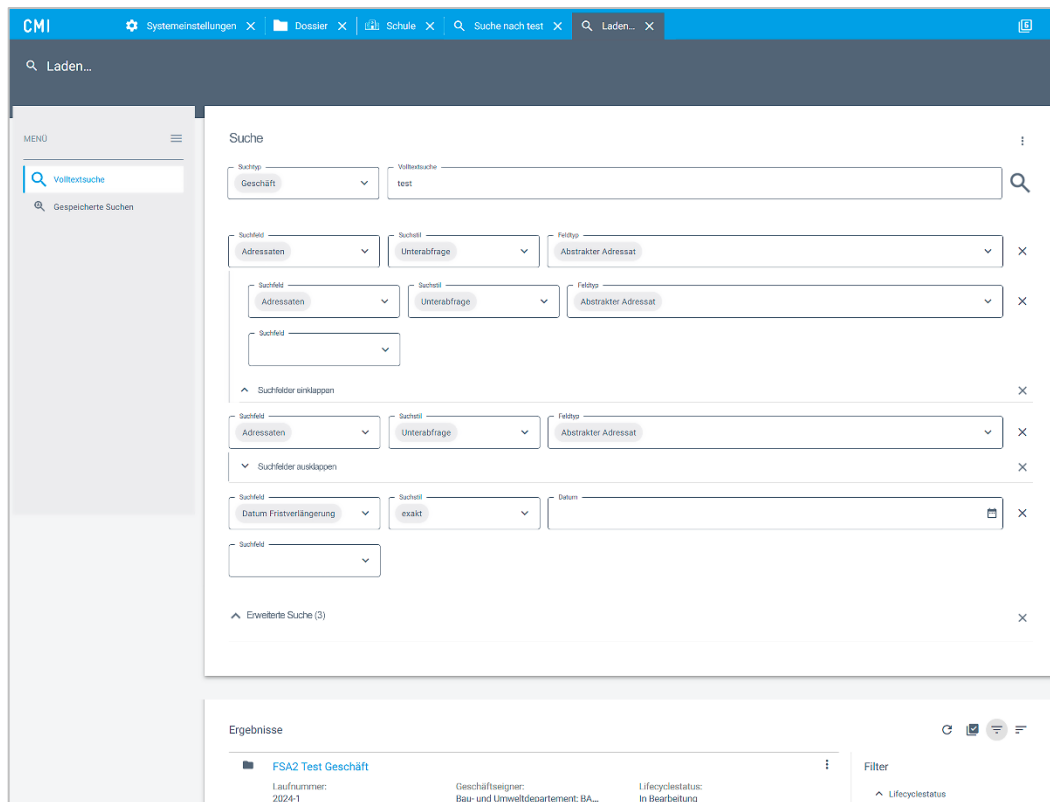 CMI Systemeinstellungen Dossier Schule Suche nach test Laden... 6
Laden...
MENÜ
Volltextsuche
Gespeicherte Suchen
Suche
Suchtyp Volltextsuche
Geschäft test
Suchfeld Suchstil Feldtyp
Adressaten Unterabfrage Abstrakter Adressat
Suchfeld Suchstil Feldtyp
Adressaten Unterabfrage Abstrakter Adressat
Suchfeld
Suchfelder einklappen
Suchfeld Suchstil Feldtyp
Adressaten Unterabfrage Abstrakter Adressat
Suchfelder ausklappen
Suchfeld Suchstil Datum
Datum Fristverlängerung exakt
Suchfeld
Erweiterte Suche (3)
Ergebnisse
FSA2 Test Geschäft Filter
Laufnummer: Geschäftseigner: Lifecyclestatus: Lifecyclestatus
2024-1 Bau- und Umweltdepartement: BA... In Bearbeitung